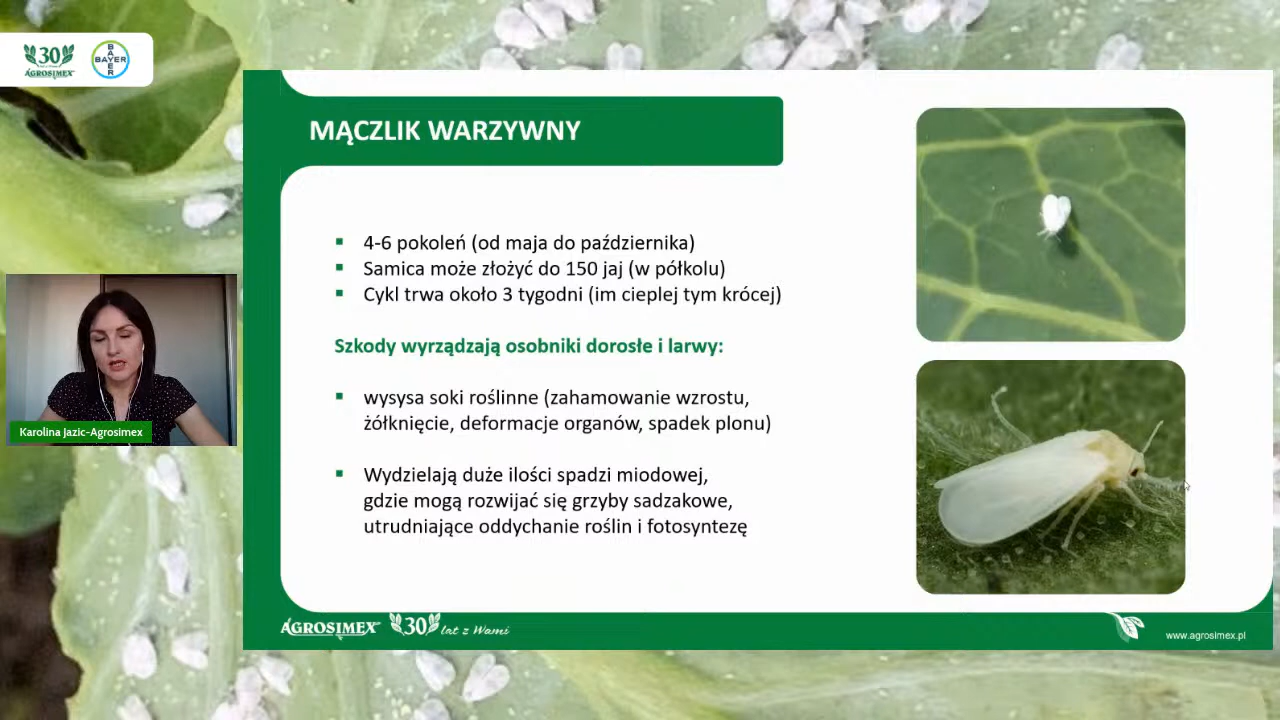 30
AGROSIMEX
BAYER
BAYER
MĄCZLIK WARZYWNY
4-6 pokoleń (od maja do października)
Samica może złożyć do 150 jaj (w półkolu)
Cykl trwa około 3 tygodni (im cieplej tym krócej)
Szkody wyrządzają osobniki dorosłe i larwy:
wysysa soki roślinne (zahamowanie wzrostu,
żółknięcie, deformacje organów, spadek plonu)
Wydzielają duże ilości spadzi miodowej,
gdzie mogą rozwijać się grzyby sadzakowe,
utrudniające oddychanie roślin i fotosyntezę
Karolina Jazic-Agrosimex
AGROSIMEX 30 lat z Wami
www.agrosimex.pl